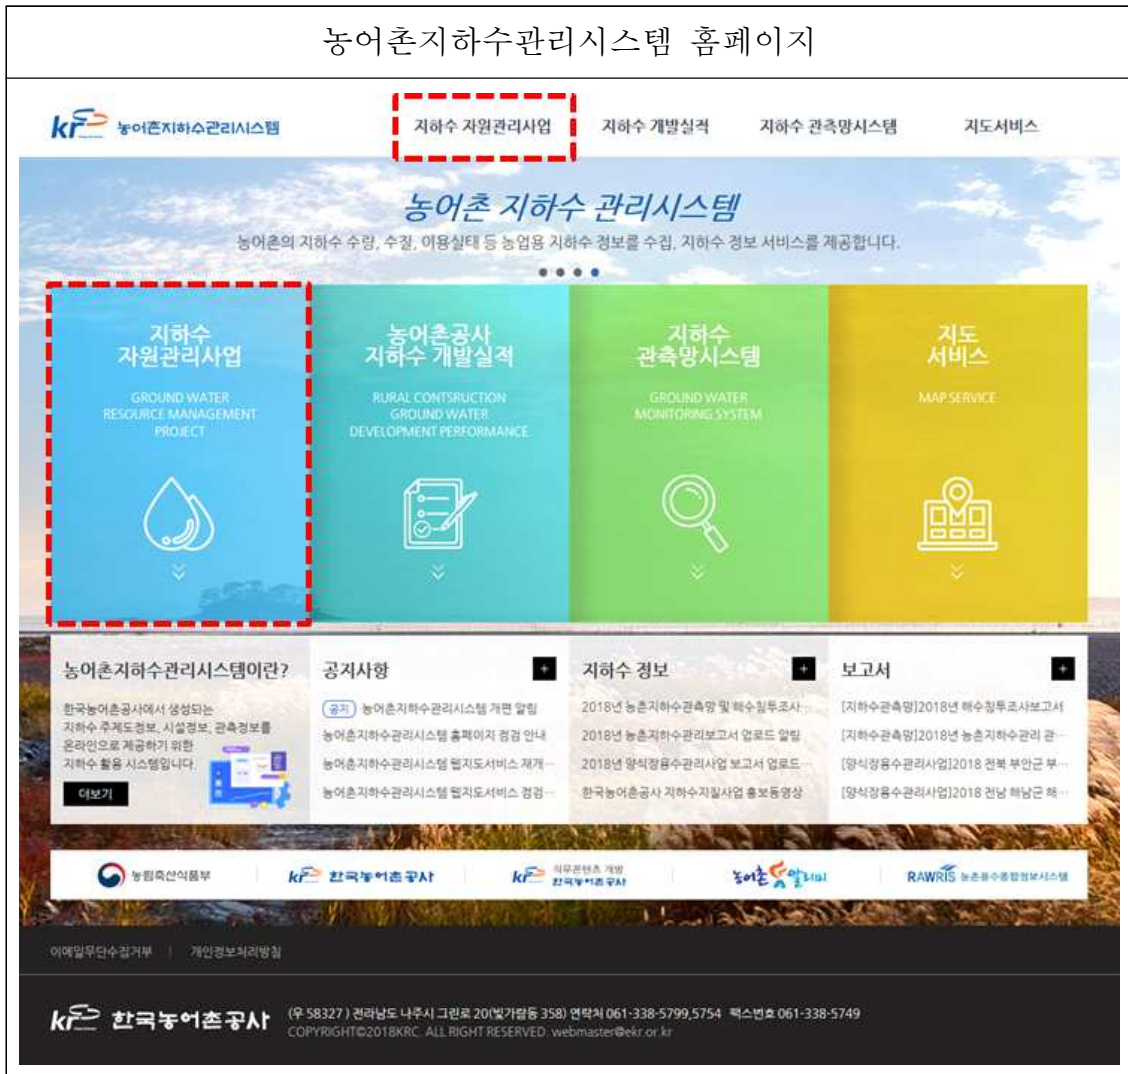 농어촌지하수관리시스템 홈페이지
kr 농어촌지하수관리시스템
지하수 자원관리사업
지하수 개발실적
지하수 관측망시스템
지도서비스
농어촌 지하수 관리시스템
농어촌의 지하수 수량, 수질, 이용실태 등 농업용 지하수 정보를 수집, 지하수 정보 서비스를 제공합니다.
지하수
자원관리사업
GROUND WATER
RESOURCE MANAGEMENT
PROJECT
농어촌공사
지하수 개발실적
RURAL CONTSRUCTION
GROUND WATER
DEVELOPMENT PERFORMANCE
지하수
관측망시스템
GROUND WATER
MONITORING SYSTEM
지도
서비스
MAP SERVICE
농어촌지하수관리시스템이란?
한국농어촌공사에서 생성되는
지하수 주제도정보, 시설정보, 관측정보를
온라인으로 제공하기 위한
지하수 활용 시스템입니다.
더보기
공지사항 +
공지 농어촌지하수관리시스템 개편 알림
농어촌지하수관리시스템 홈페이지 점검 안내
농어촌지하수관리시스템 웹지도서비스 재개…
농어촌지하수관리시스템 웹지도서비스 점검…
지하수 정보 +
2018년 농촌지하수관측망 및 해수침투조사…
2018년 농촌지하수관리보고서 업로드 알림
2018년 양식장용수관리사업 보고서 업로드…
한국농어촌공사 지하수지질사업 홍보동영상
보고서 +
[지하수관측망]2018년 해수침투조사보고서
[지하수관측망]2018년 농촌지하수관리 관…
[양식장용수관리사업]2018 전북 부안군 부…
[양식장용수관리사업]2018 전남 해남군 해…
농림축산식품부
kr 한국농어촌공사
kr 직무콘텐츠 개발
한국농어촌공사
농어촌 알리미
RAWRIS 농촌용수종합정보시스템
이메일무단수집거부 | 개인정보처리방침
kr 한국농어촌공사
(우 58327 ) 전라남도 나주시 그린로 20(빛가람동 358) 연락처 061-338-5799,5754 팩스번호 061-338-5749
COPYRIGHT©2018KRC. ALL RIGHT RESERVED. webmaster@ekr.or.kr